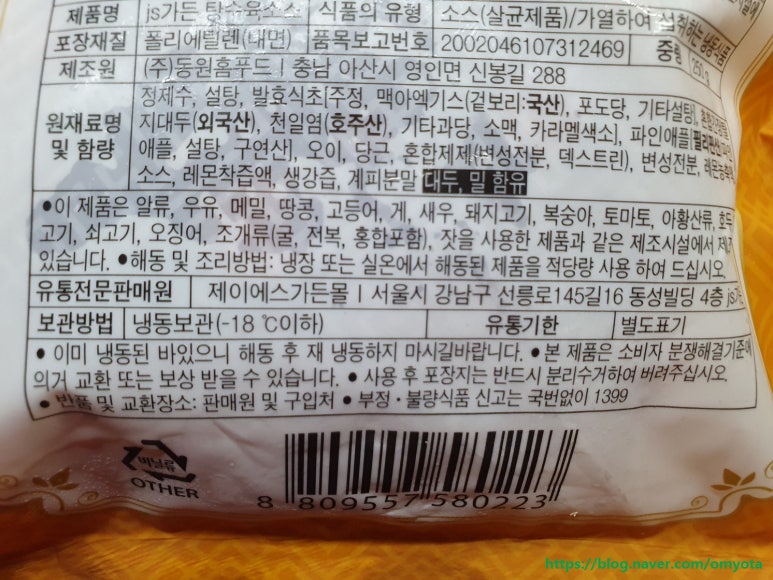 제품명 js가든 탕수육소스 식품의 유형 소스(살균제품)/가열하여 섭취하는 냉동식품
포장재질 폴리에틸렌(내면) 품목보고번호 2002046107312469 중량 250g
제조원 (주)동원홈푸드 | 충남 아산시 영인면 신봉길 288
원재료명 및 함량
정제수, 설탕, 발효식초[주정, 맥아엑기스(겉보리:국산), 포도당, 기타설탕],
지대두(외국산), 천일염(호주산), 기타과당, 소맥, 카라멜색소], 파인애플[필리핀산
애플, 설탕, 구연산], 오이, 당근, 혼합제제(변성전분, 덱스트린), 변성전분,
소스, 레몬착즙액, 생강즙, 계피분말 대두, 밀 함유
●이 제품은 알류, 우유, 메밀, 땅콩, 고등어, 게, 새우, 돼지고기, 복숭아, 토마토, 아황산류, 호두
고기, 쇠고기, 오징어, 조개류(굴, 전복, 홍합포함), 잣을 사용한 제품과 같은 제조시설에서
있습니다. ●해동 및 조리방법: 냉장 또는 실온에서 해동된 제품을 적당량 사용 하여 드십시오
유통전문판매원 제이에스가든몰 | 서울시 강남구 선릉로145길16 동성빌딩 4층
보관방법 냉동보관(-18 ℃이하) 유통기한 별도표기
● 이미 냉동된 바있으니 해동 후 재 냉동하지 마시길바랍니다. ● 본 제품은 소비자 분쟁해결기준에
의거 교환 또는 보상 받을 수 있습니다. ● 사용 후 포장지는 반드시 분리수거하여 버려주십시오.
● 반품 및 교환장소: 판매원 및 구입처 ● 부정 · 불량식품 신고는 국번없이 1399
비닐류
OTHER
8 809557 580223
https://blog.naver.com/omyota